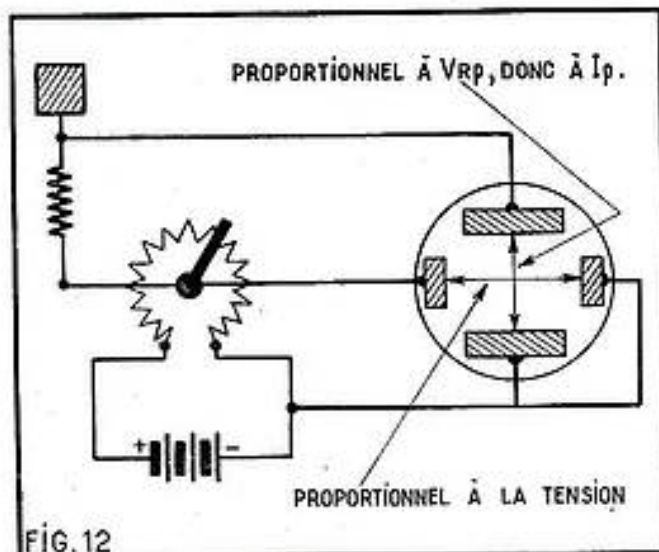 PROPORTiONNEL À VRp, DONC À Ip.
+ -
PROPORTiONNEL À LA TENSiON
FiG. 12